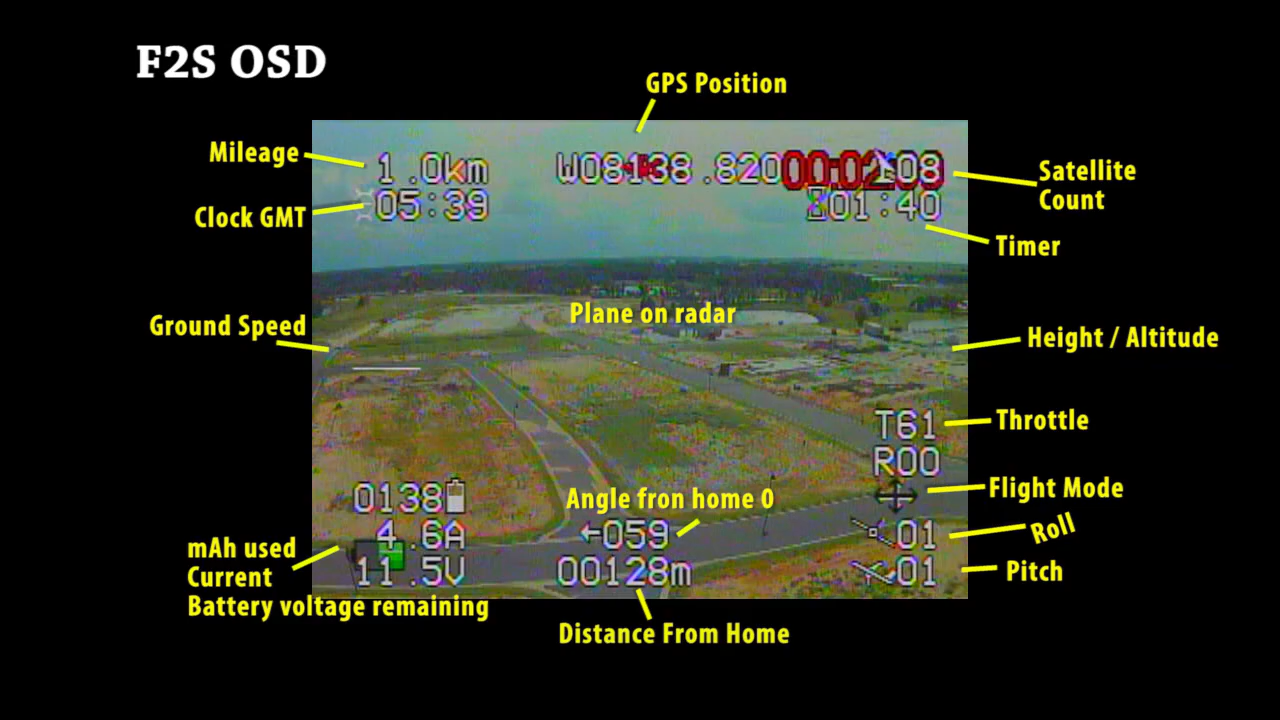 F2S OSD
GPS Position
Mileage
1.0km
W08138.820
08
Satellite
Count
Clock GMT
05:39
01:40
Timer
Ground Speed
Plane on radar
Height / Altitude
T61
Throttle
R00
Flight Mode
0138
Angle fron home 0
4.6A
←059
01
Roll
mAh used
Current
Battery voltage remaining
11.5V
00128m
01
Pitch
Distance From Home